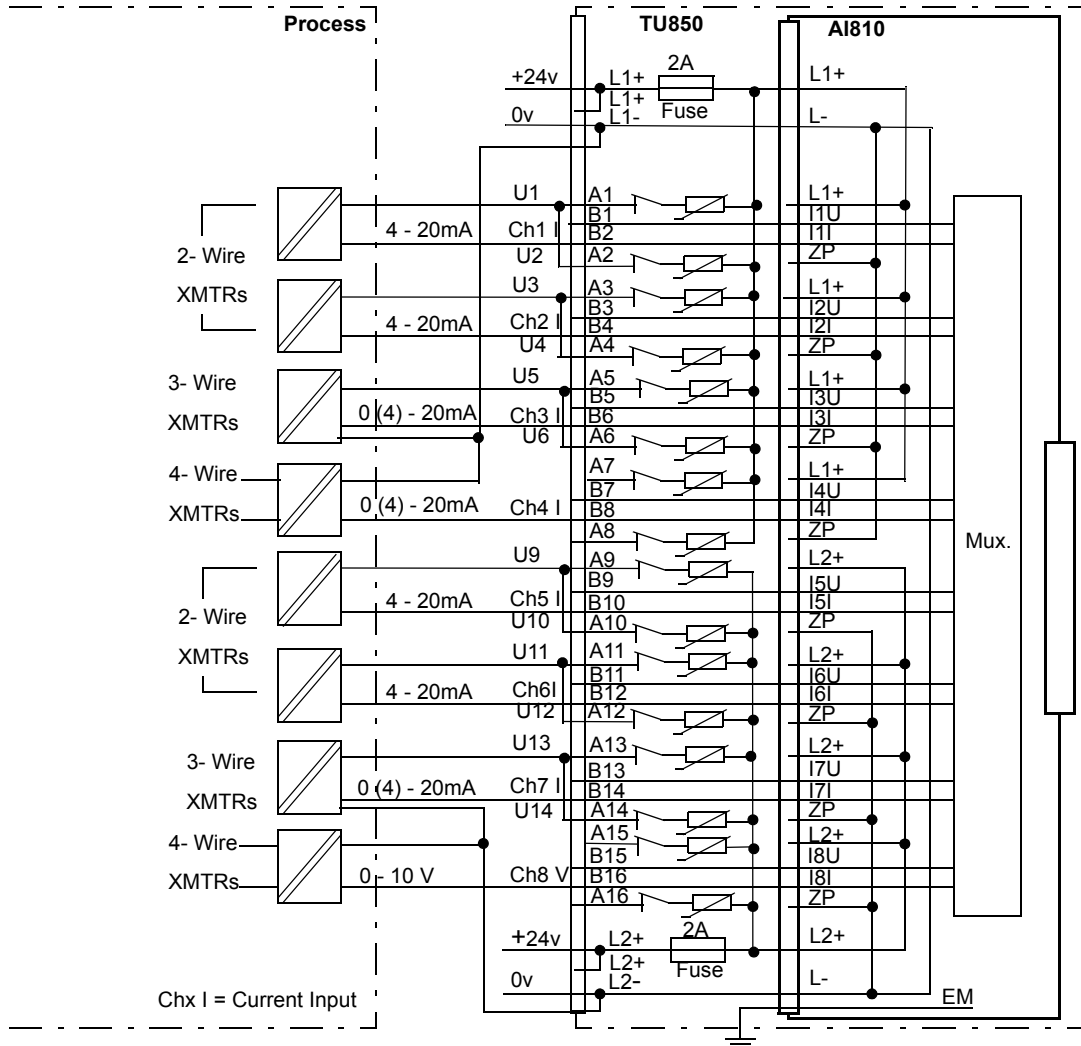 Process TU850 AI810
+24v L1+ 2A L1+
L1+ Fuse
0v L1- L-
U1 A1 L1+
B1 I1U
4 - 20mA Ch1 I B2 I1I
U2 A2 ZP
2- Wire
XMTRs
U3 A3 L1+
B3 I2U
4 - 20mA Ch2 I B4 I2I
U4 A4 ZP
3- Wire U5 A5 L1+
B5 I3U
XMTRs 0 (4) - 20mA Ch3 I B6 I3I
U6 A6 ZP
4- Wire A7 L1+
B7 I4U
XMTRs 0 (4) - 20mA Ch4 I B8 I4I
A8 ZP
Mux.
U9 A9 L2+
B9 I5U
4 - 20mA Ch5 I B10 I5I
2- Wire U10 A10 ZP
XMTRs U11 A11 L2+
B11 I6U
4 - 20mA Ch6I B12 I6I
U12 A12 ZP
3- Wire U13 A13 L2+
B13 I7U
XMTRs 0 (4) - 20mA Ch7 I B14 I7I
U14 A14 ZP
4- Wire A15 L2+
B15 I8U
XMTRs 0 - 10 V Ch8 V B16 I8I
A16 ZP
+24v L2+ 2A L2+
L2+ Fuse
0v L2- L-
Chx I = Current Input EM